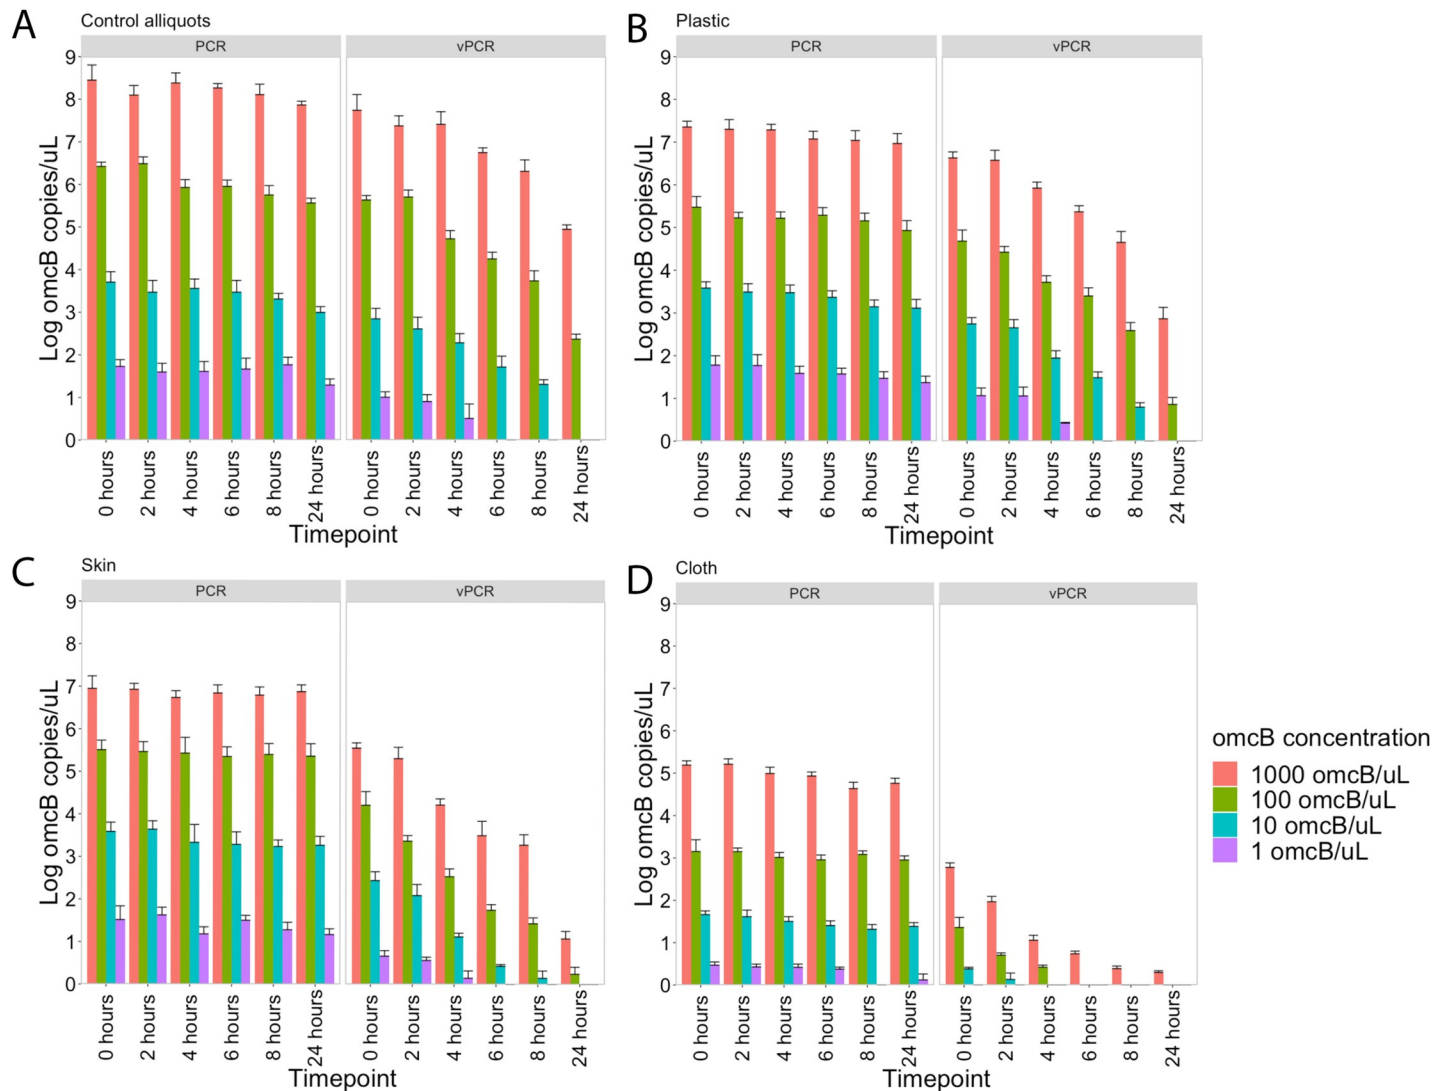 A
Control alliquots
PCR
vPCR
Log omcB copies/uL
9
8
7
6
5
4
3
2
1
0
0 hours
2 hours
4 hours
6 hours
8 hours
24 hours
0 hours
2 hours
4 hours
6 hours
8 hours
24 hours
Timepoint
B
Plastic
PCR
vPCR
Log omcB copies/uL
9
8
7
6
5
4
3
2
1
0
0 hours
2 hours
4 hours
6 hours
8 hours
24 hours
0 hours
2 hours
4 hours
6 hours
8 hours
24 hours
Timepoint
C
Skin
PCR
vPCR
Log omcB copies/uL
9
8
7
6
5
4
3
2
1
0
0 hours
2 hours
4 hours
6 hours
8 hours
24 hours
0 hours
2 hours
4 hours
6 hours
8 hours
24 hours
Timepoint
D
Cloth
PCR
vPCR
Log omcB copies/uL
9
8
7
6
5
4
3
2
1
0
0 hours
2 hours
4 hours
6 hours
8 hours
24 hours
0 hours
2 hours
4 hours
6 hours
8 hours
24 hours
Timepoint
omcB concentration
1000 omcB/uL
100 omcB/uL
10 omcB/uL
1 omcB/uL